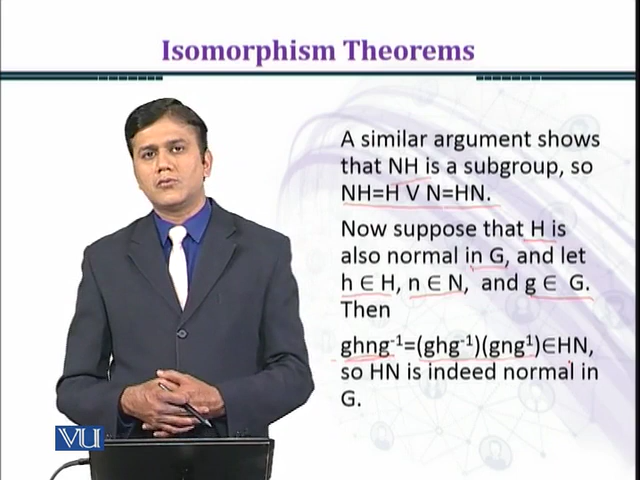 Isomorphism Theorems
A similar argument shows
that NH is a subgroup, so
NH=H V N=HN.
Now suppose that H is
also normal in G, and let
h ∈ H, n ∈ N, and g ∈ G.
Then
ghng⁻¹=(ghg⁻¹)(gng¹)∈HN,
so HN is indeed normal in
G.
VU